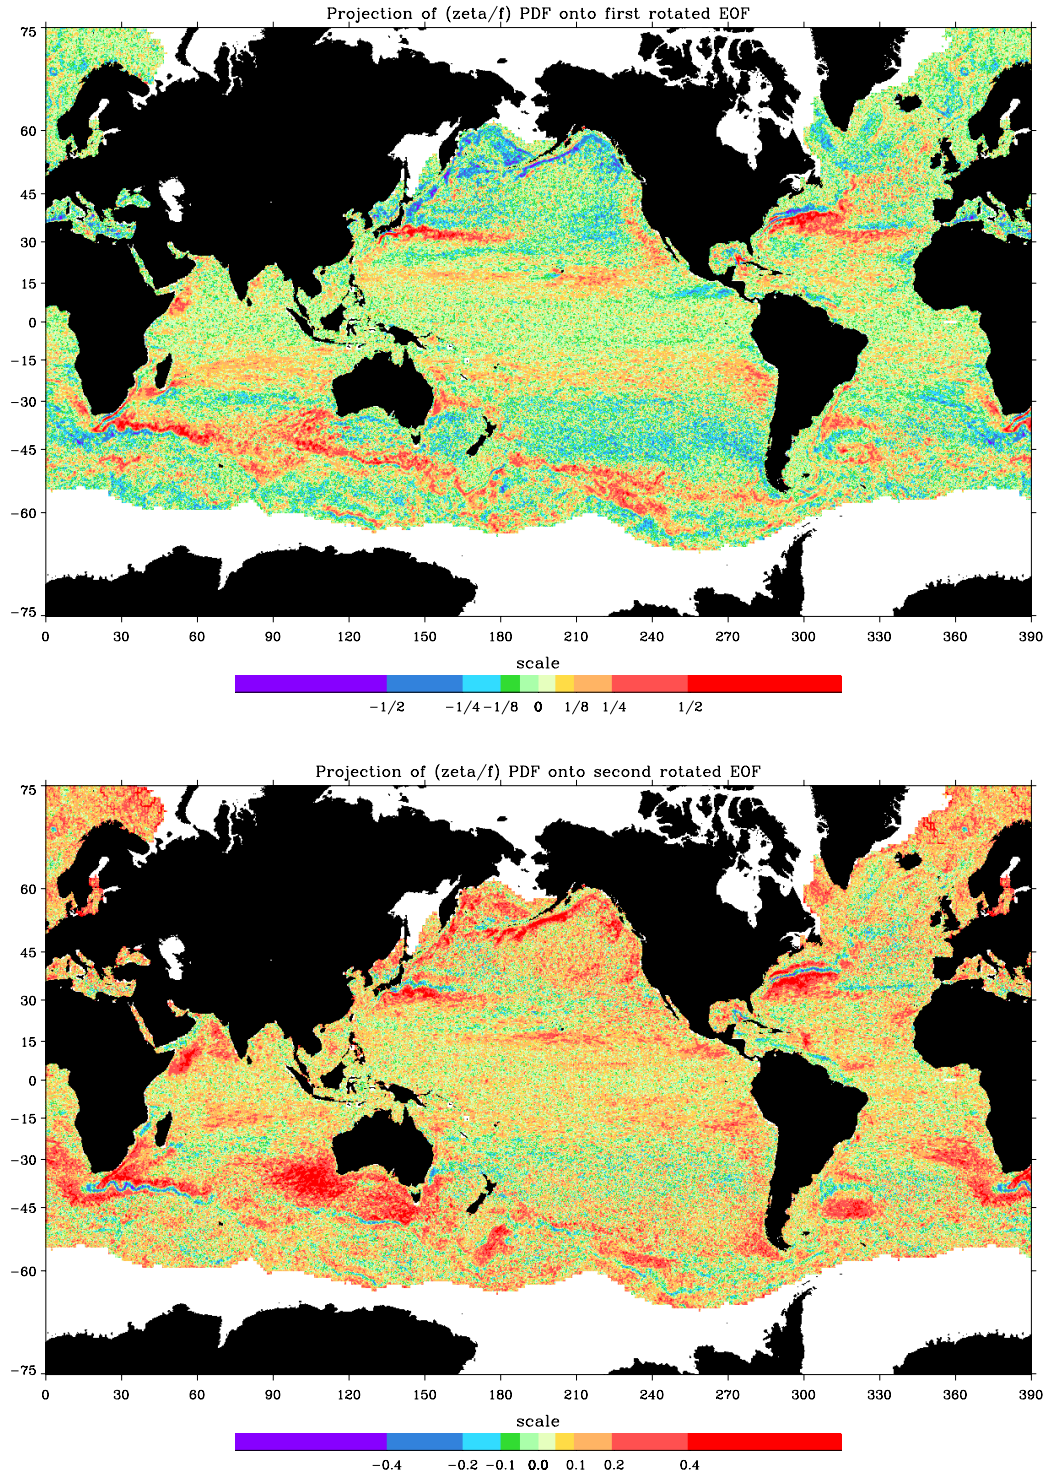 Projection of (zeta/f) PDF onto first rotated EOF
75
60
45
30
15
0
-15
-30
-45
-60
-75
0 30 60 90 120 150 180 210 240 270 300 330 360 390
scale
-1/2 -1/4 -1/8 0 1/8 1/4 1/2
Projection of (zeta/f) PDF onto second rotated EOF
75
60
45
30
15
0
-15
-30
-45
-60
-75
0 30 60 90 120 150 180 210 240 270 300 330 360 390
scale
-0.4 -0.2 -0.1 0.0 0.1 0.2 0.4